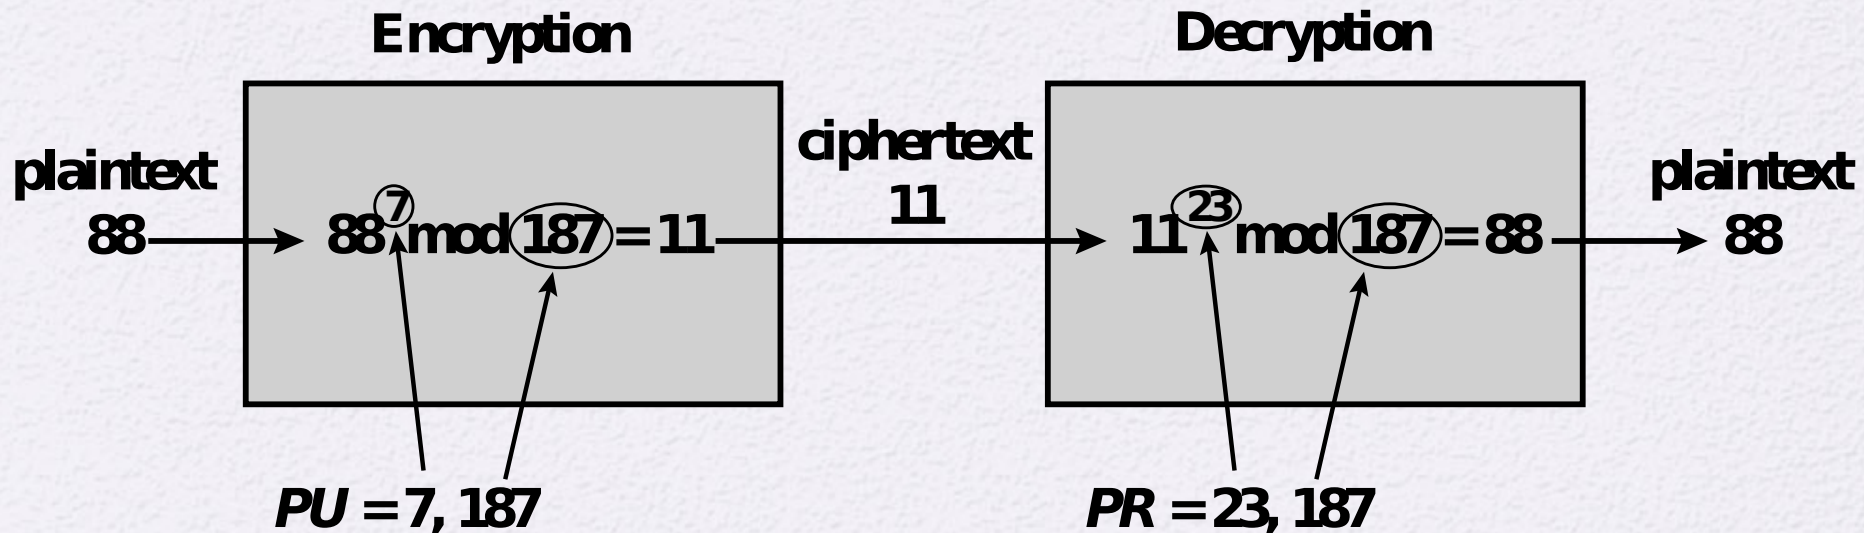 Encryption
Decryption
plaintext
88
88^7 mod 187 = 11
ciphertext
11
11^23 mod 187 = 88
plaintext
88
PU = 7, 187
PR = 23, 187